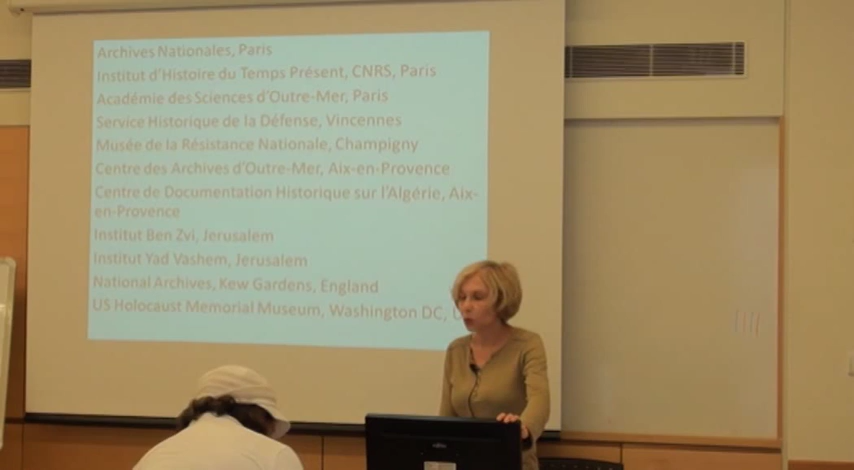 Archives Nationales, Paris
Institut d'Histoire du Temps Présent, CNRS, Paris
Académie des Sciences d'Outre-Mer, Paris
Service Historique de la Défense, Vincennes
Musée de la Résistance Nationale, Champigny
Centre des Archives d'Outre-Mer, Aix-en-Provence
Centre de Documentation Historique sur l'Algérie, Aix-
en-Provence
Institut Ben Zvi, Jerusalem
Institut Yad Vashem, Jerusalem
National Archives, Kew Gardens, England
US Holocaust Memorial Museum, Washington DC,